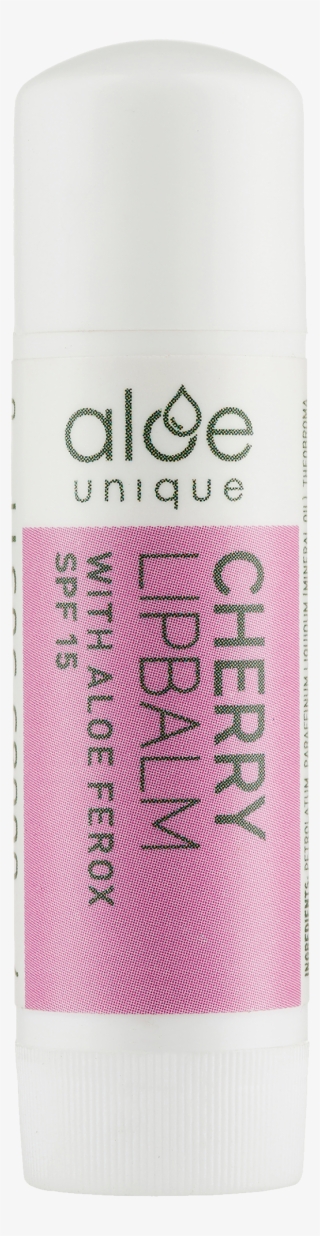 aloe
unique
CHERRY
LIPBALM
WITH ALOE FEROX
SPF 15
INGREDIENTS: PETROLATUM, PARAFFINUM LIQUIDUM (MINERAL OIL), THEOBROMA